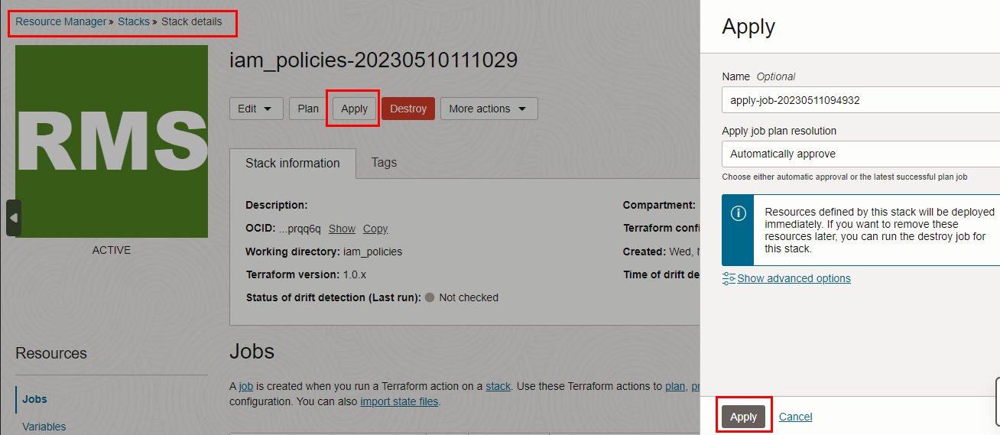 Resource Manager » Stacks » Stack details
RMS
ACTIVE
iam_policies-20230510111029
Edit Plan Apply Destroy More actions
Stack information Tags
Description:
OCID: ...prqq6q Show Copy
Working directory: iam_policies
Terraform version: 1.0.x
Status of drift detection (Last run): Not checked
Compartment:
Terraform confi
Created: Wed, N
Time of drift de
Resources
Jobs
Variables
Jobs
A job is created when you run a Terraform action on a stack. Use these Terraform actions to plan, pr
configuration. You can also import state files.
Apply
Name Optional
apply-job-20230511094932
Apply job plan resolution
Automatically approve
Choose either automatic approval or the latest successful plan job
Resources defined by this stack will be deployed
immediately. If you want to remove these
resources later, you can run the destroy job for
this stack.
Show advanced options
Apply Cancel